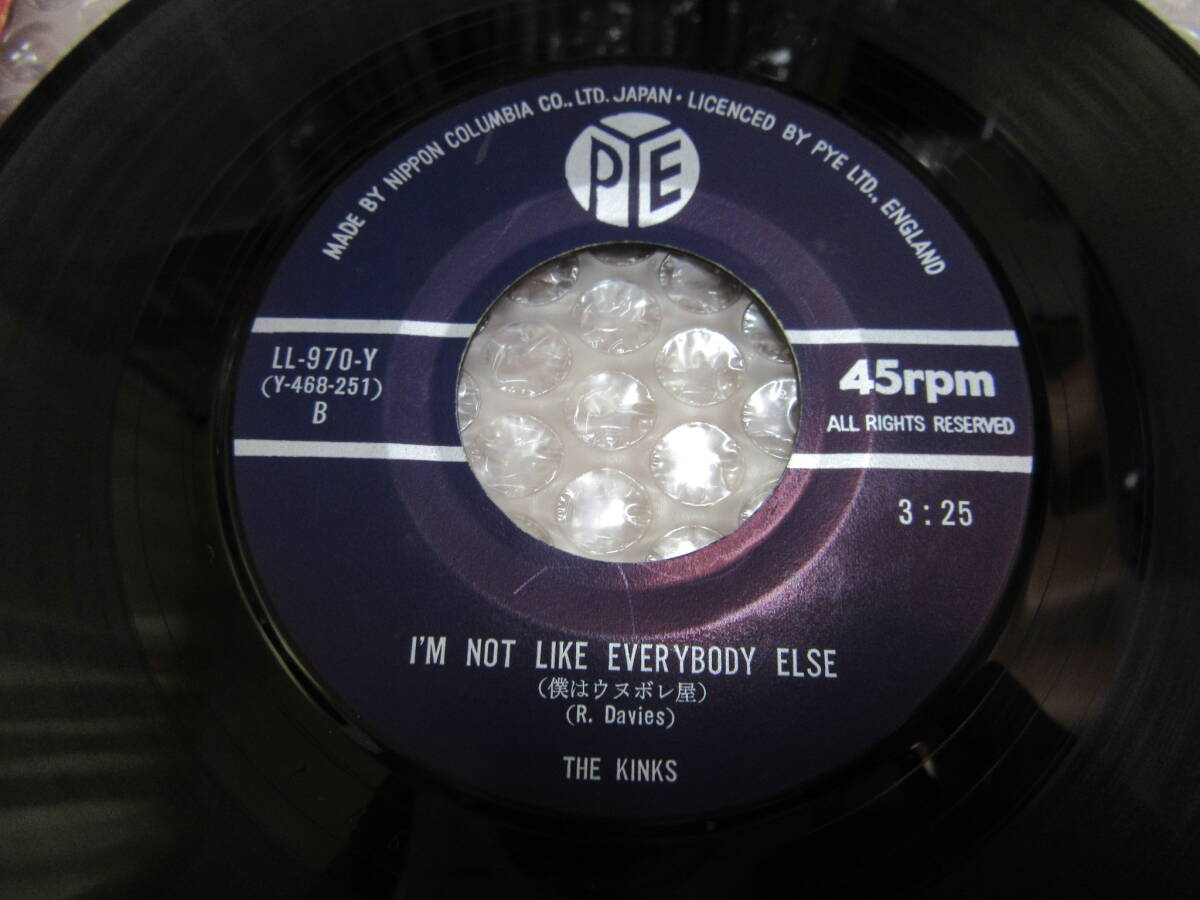 MADE BY NIPPON COLUMBIA CO., LTD. JAPAN · LICENCED BY PYE LTD., ENGLAND
PYE
LL-970-Y
(Y-468-251)
B
45rpm
ALL RIGHTS RESERVED
3:25
I'M NOT LIKE EVERYBODY ELSE
(僕はウヌボレ屋)
(R. Davies)
THE KINKS